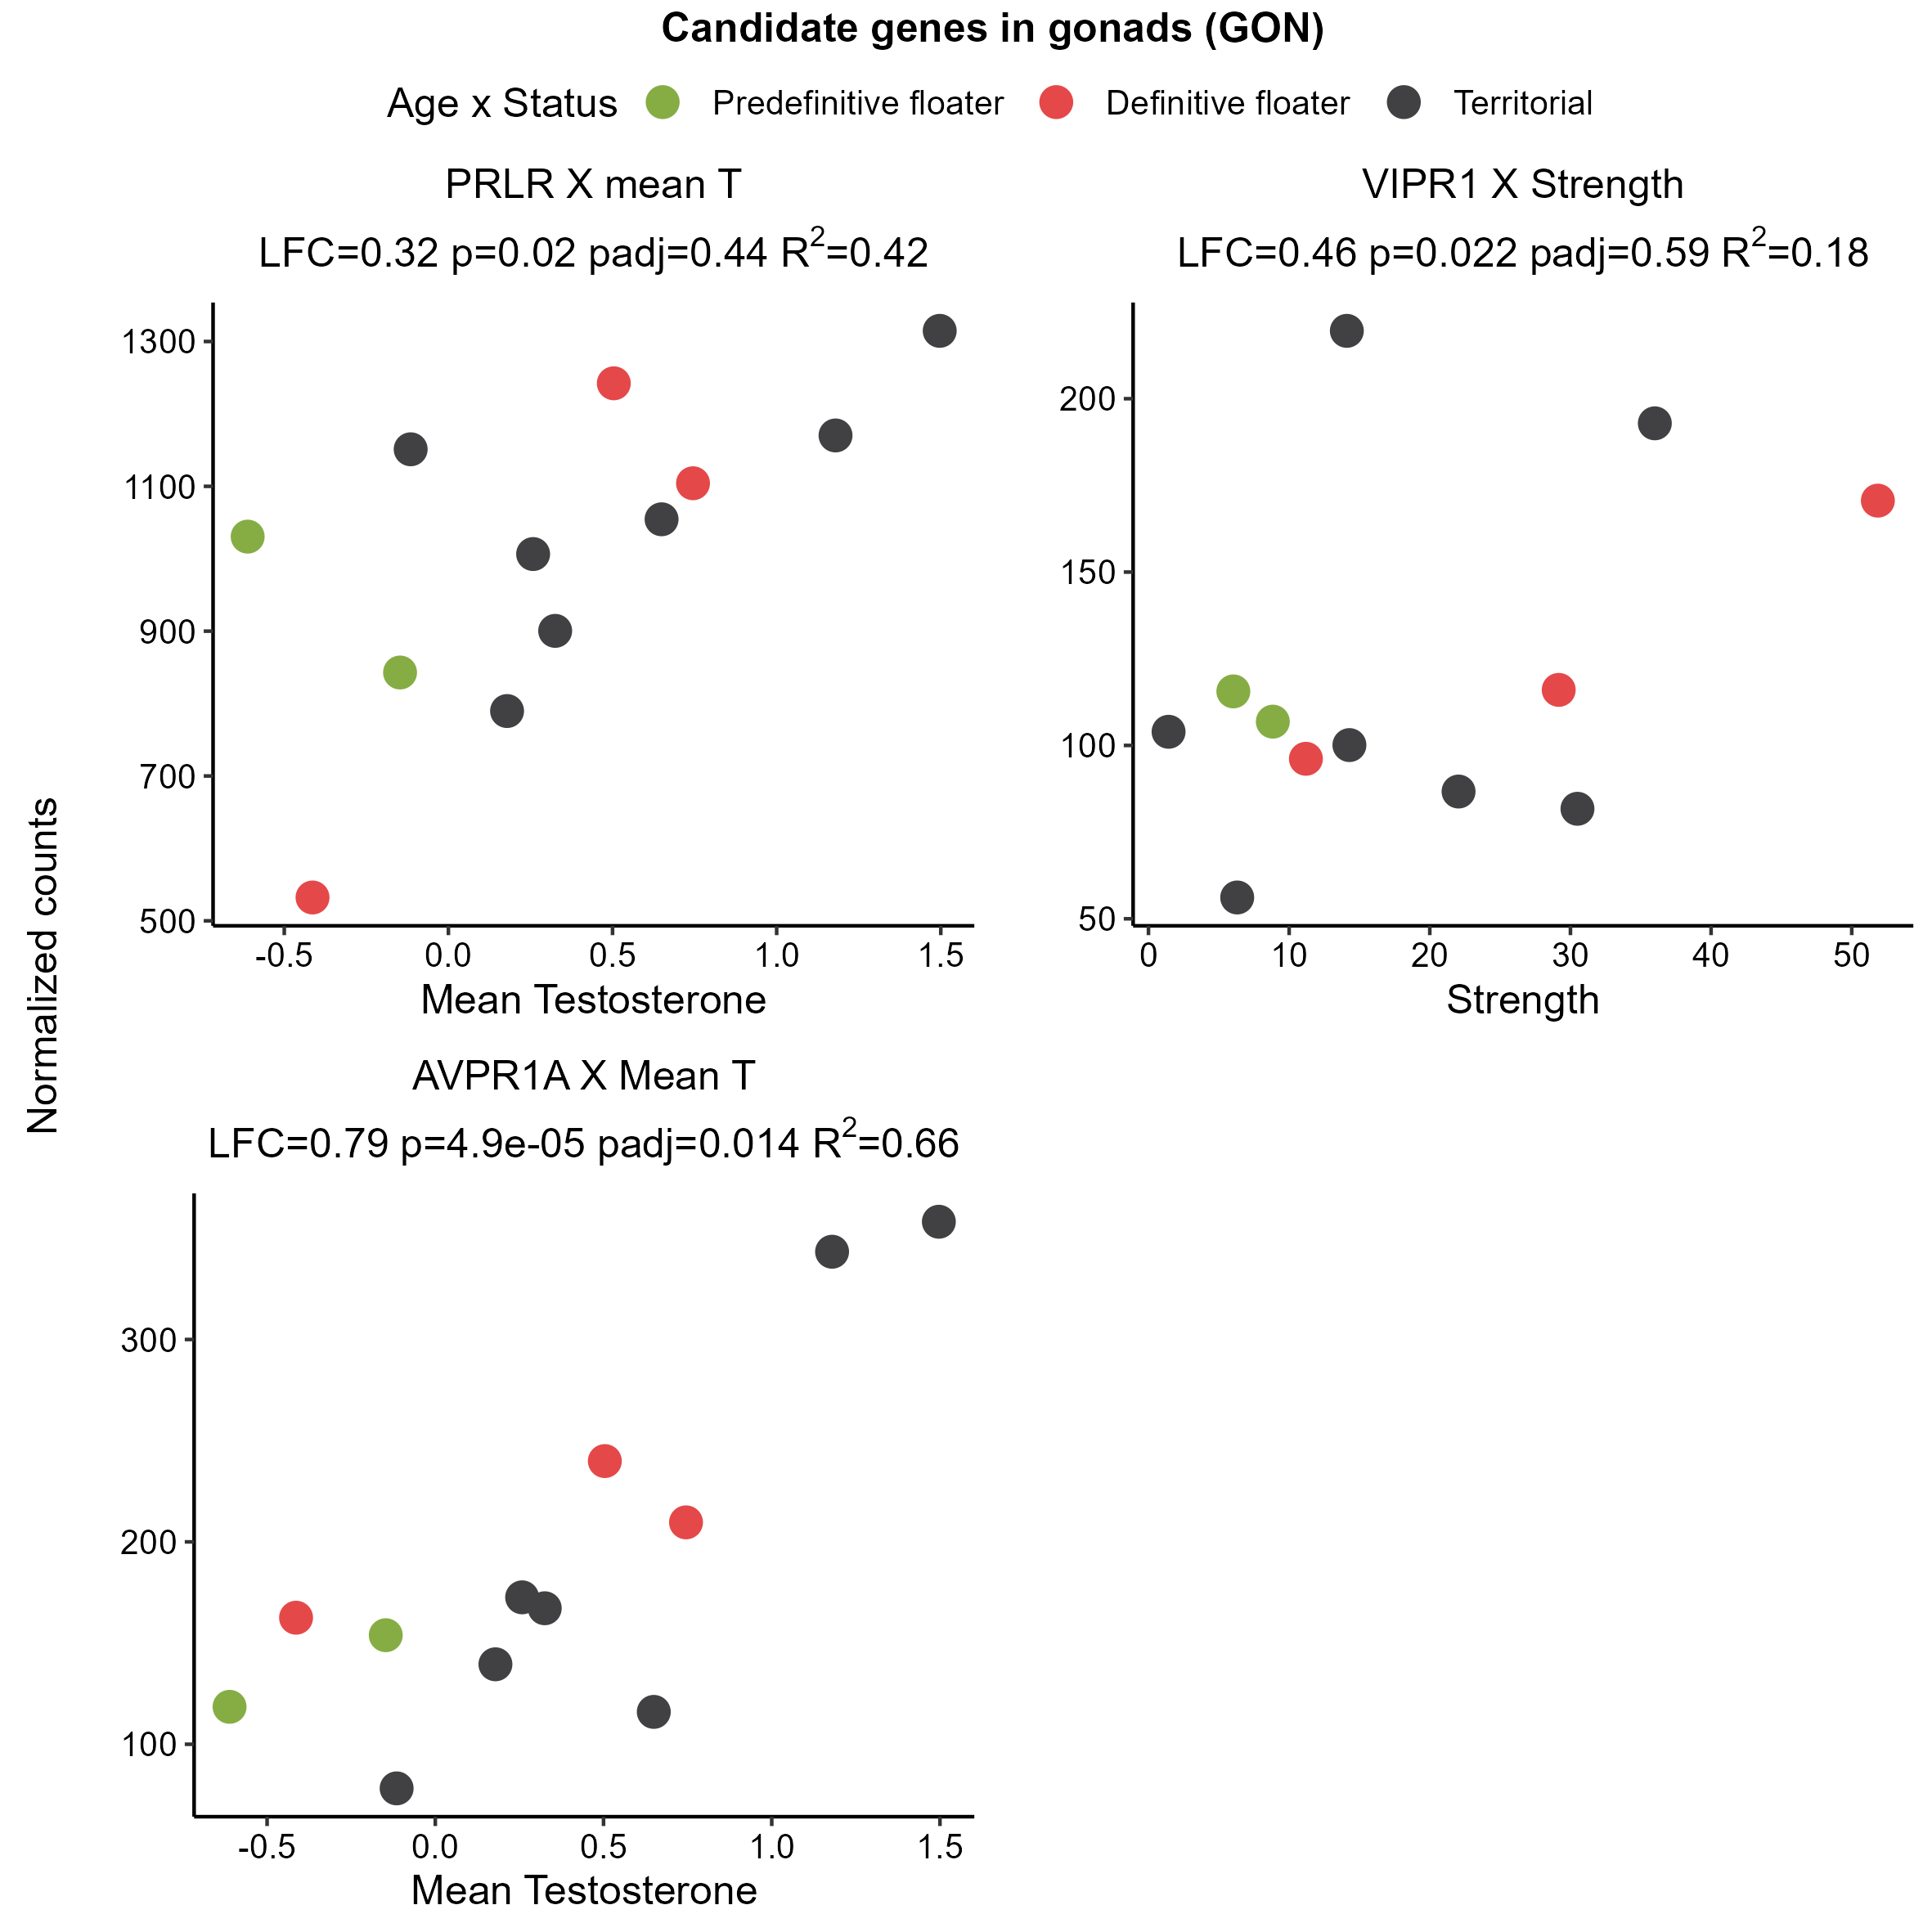 Candidate genes in gonads (GON)
Age x Status Predefinitive floater Definitive floater Territorial
PRLR X mean T
LFC=0.32 p=0.02 padj=0.44 R²=0.42
1300
1100
900
700
500
-0.5 0.0 0.5 1.0 1.5
Mean Testosterone
VIPR1 X Strength
LFC=0.46 p=0.022 padj=0.59 R²=0.18
200
150
100
50
0 10 20 30 40 50
Strength
Normalized counts
AVPR1A X Mean T
LFC=0.79 p=4.9e-05 padj=0.014 R²=0.66
300
200
100
-0.5 0.0 0.5 1.0 1.5
Mean Testosterone